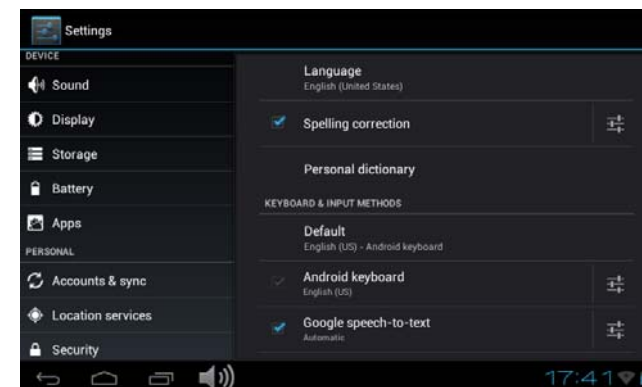 Settings
DEVICE
Sound
Display
Storage
Battery
Apps
PERSONAL
Accounts & sync
Location services
Security
Language
English (United States)
Spelling correction
Personal dictionary
KEYBOARD & INPUT METHODS
Default
English (US) - Android keyboard
Android keyboard
English (US)
Google speech-to-text
Automatic
17:41